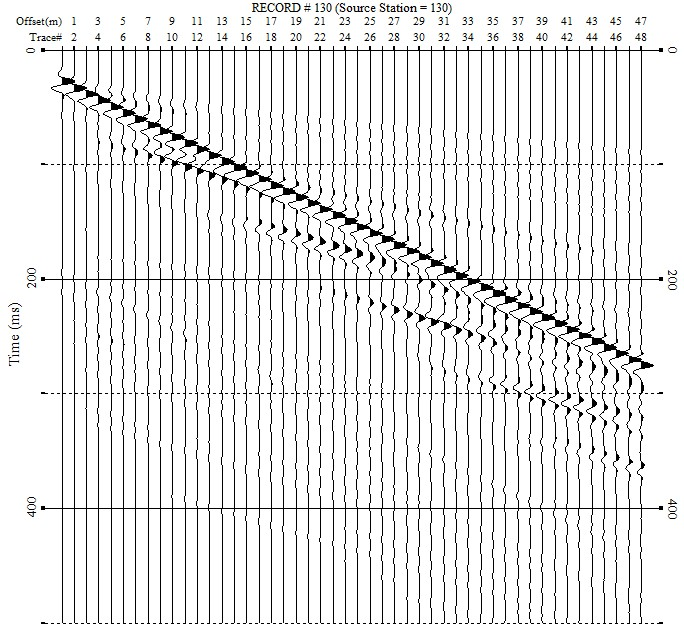 RECORD # 130 (Source Station = 130)
Offset(m) 1 3 5 7 9 11 13 15 17 19 21 23 25 27 29 31 33 35 37 39 41 43 45 47
Trace# 2 4 6 8 10 12 14 16 18 20 22 24 26 28 30 32 34 36 38 40 42 44 46 48
0 0
200 200
Time (ms)
400 400